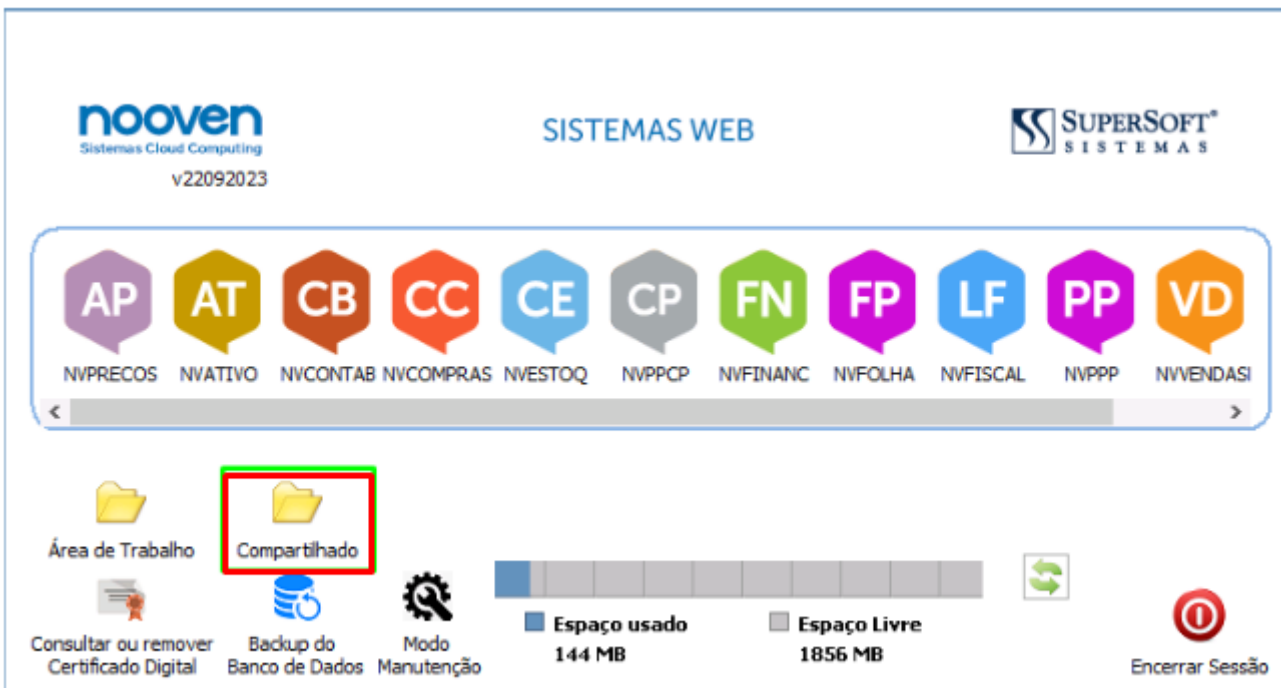 nooven
Sistemas Cloud Computing
v22092023
SISTEMAS WEB
SUPERSOFT®
SISTEMAS
AP AT CB CC CE CP FN FP LF PP VD
NVPRECOS NVATIVO NVCONTAB NVCOMPRAS NVESTOQ NVPPCP NVFINANC NVFOLHA NVFISCAL NVPPP NVVENDASI
Área de Trabalho
Compartilhado
Consultar ou remover
Certificado Digital
Backup do
Banco de Dados
Modo
Manutenção
Espaço usado
144 MB
Espaço Livre
1856 MB
Encerrar Sessão